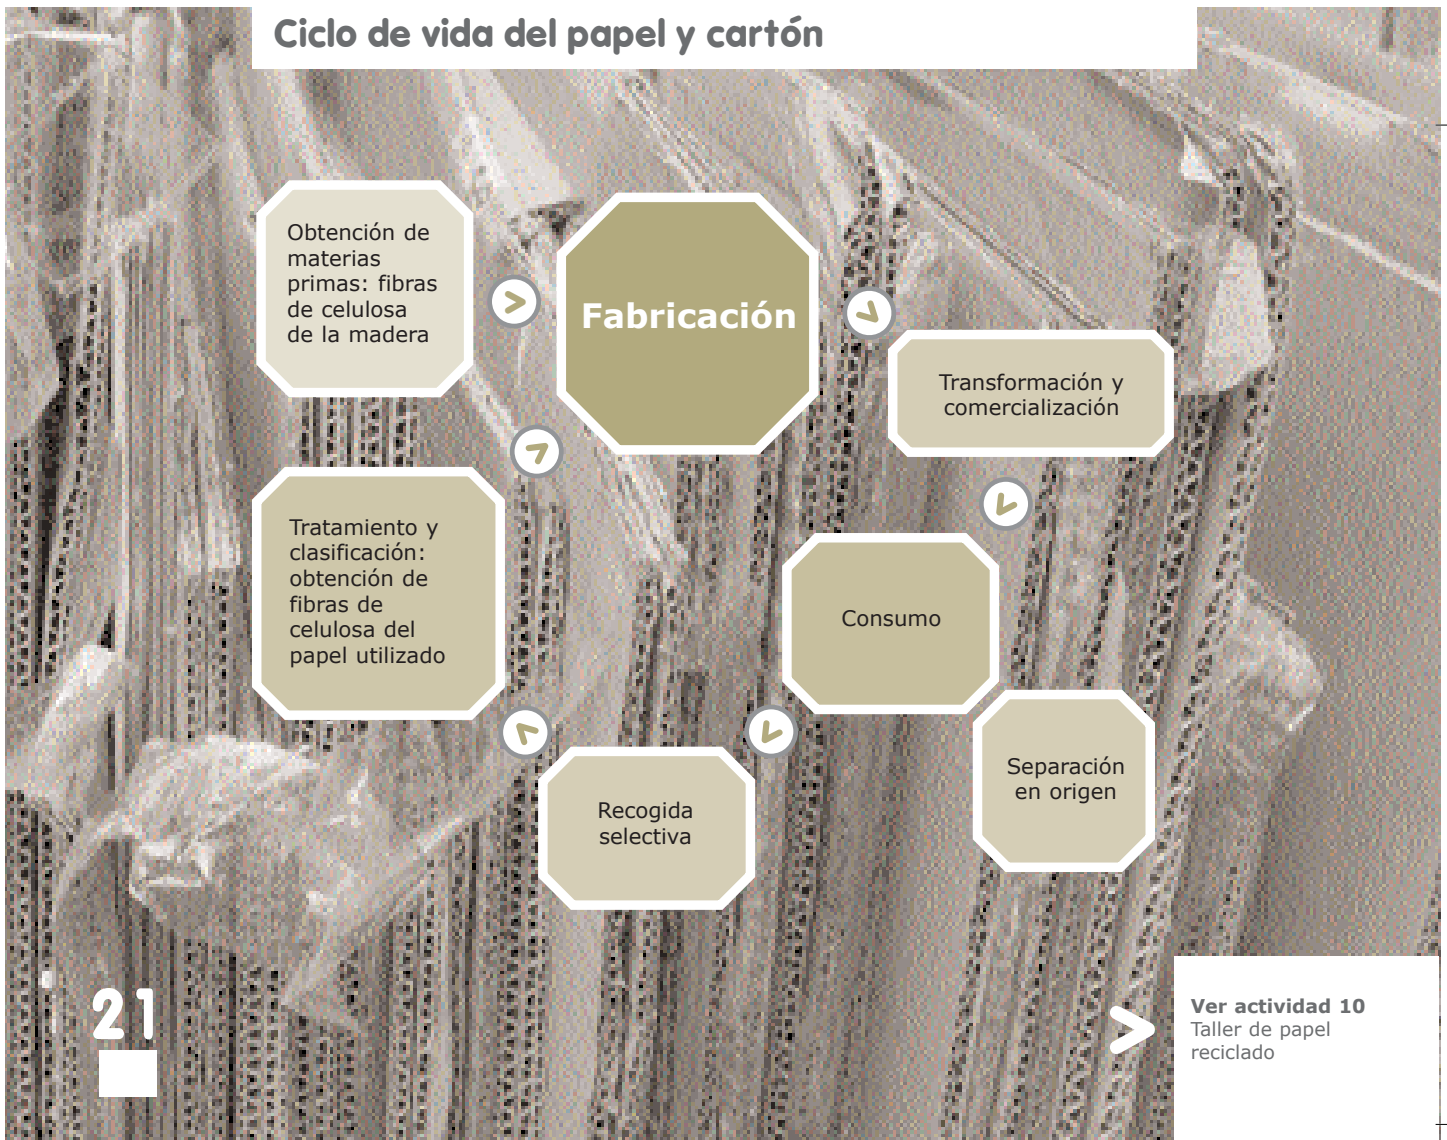 Ciclo de vida del papel y cartón
Obtención de
materias
primas: fibras
de celulosa
de la madera
Fabricación
Transformación y
comercialización
Tratamiento y
clasificación:
obtención de
fibras de
celulosa del
papel utilizado
Consumo
Separación
en origen
Recogida
selectiva
21
Ver actividad 10
Taller de papel
reciclado